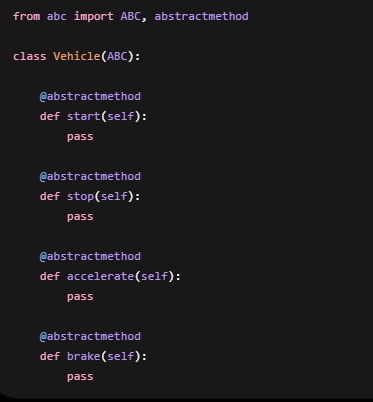 from abc import ABC, abstractmethod
class Vehicle(ABC):
@abstractmethod
def start(self):
pass
@abstractmethod
def stop(self):
pass
@abstractmethod
def accelerate(self):
pass
@abstractmethod
def brake(self):
pass